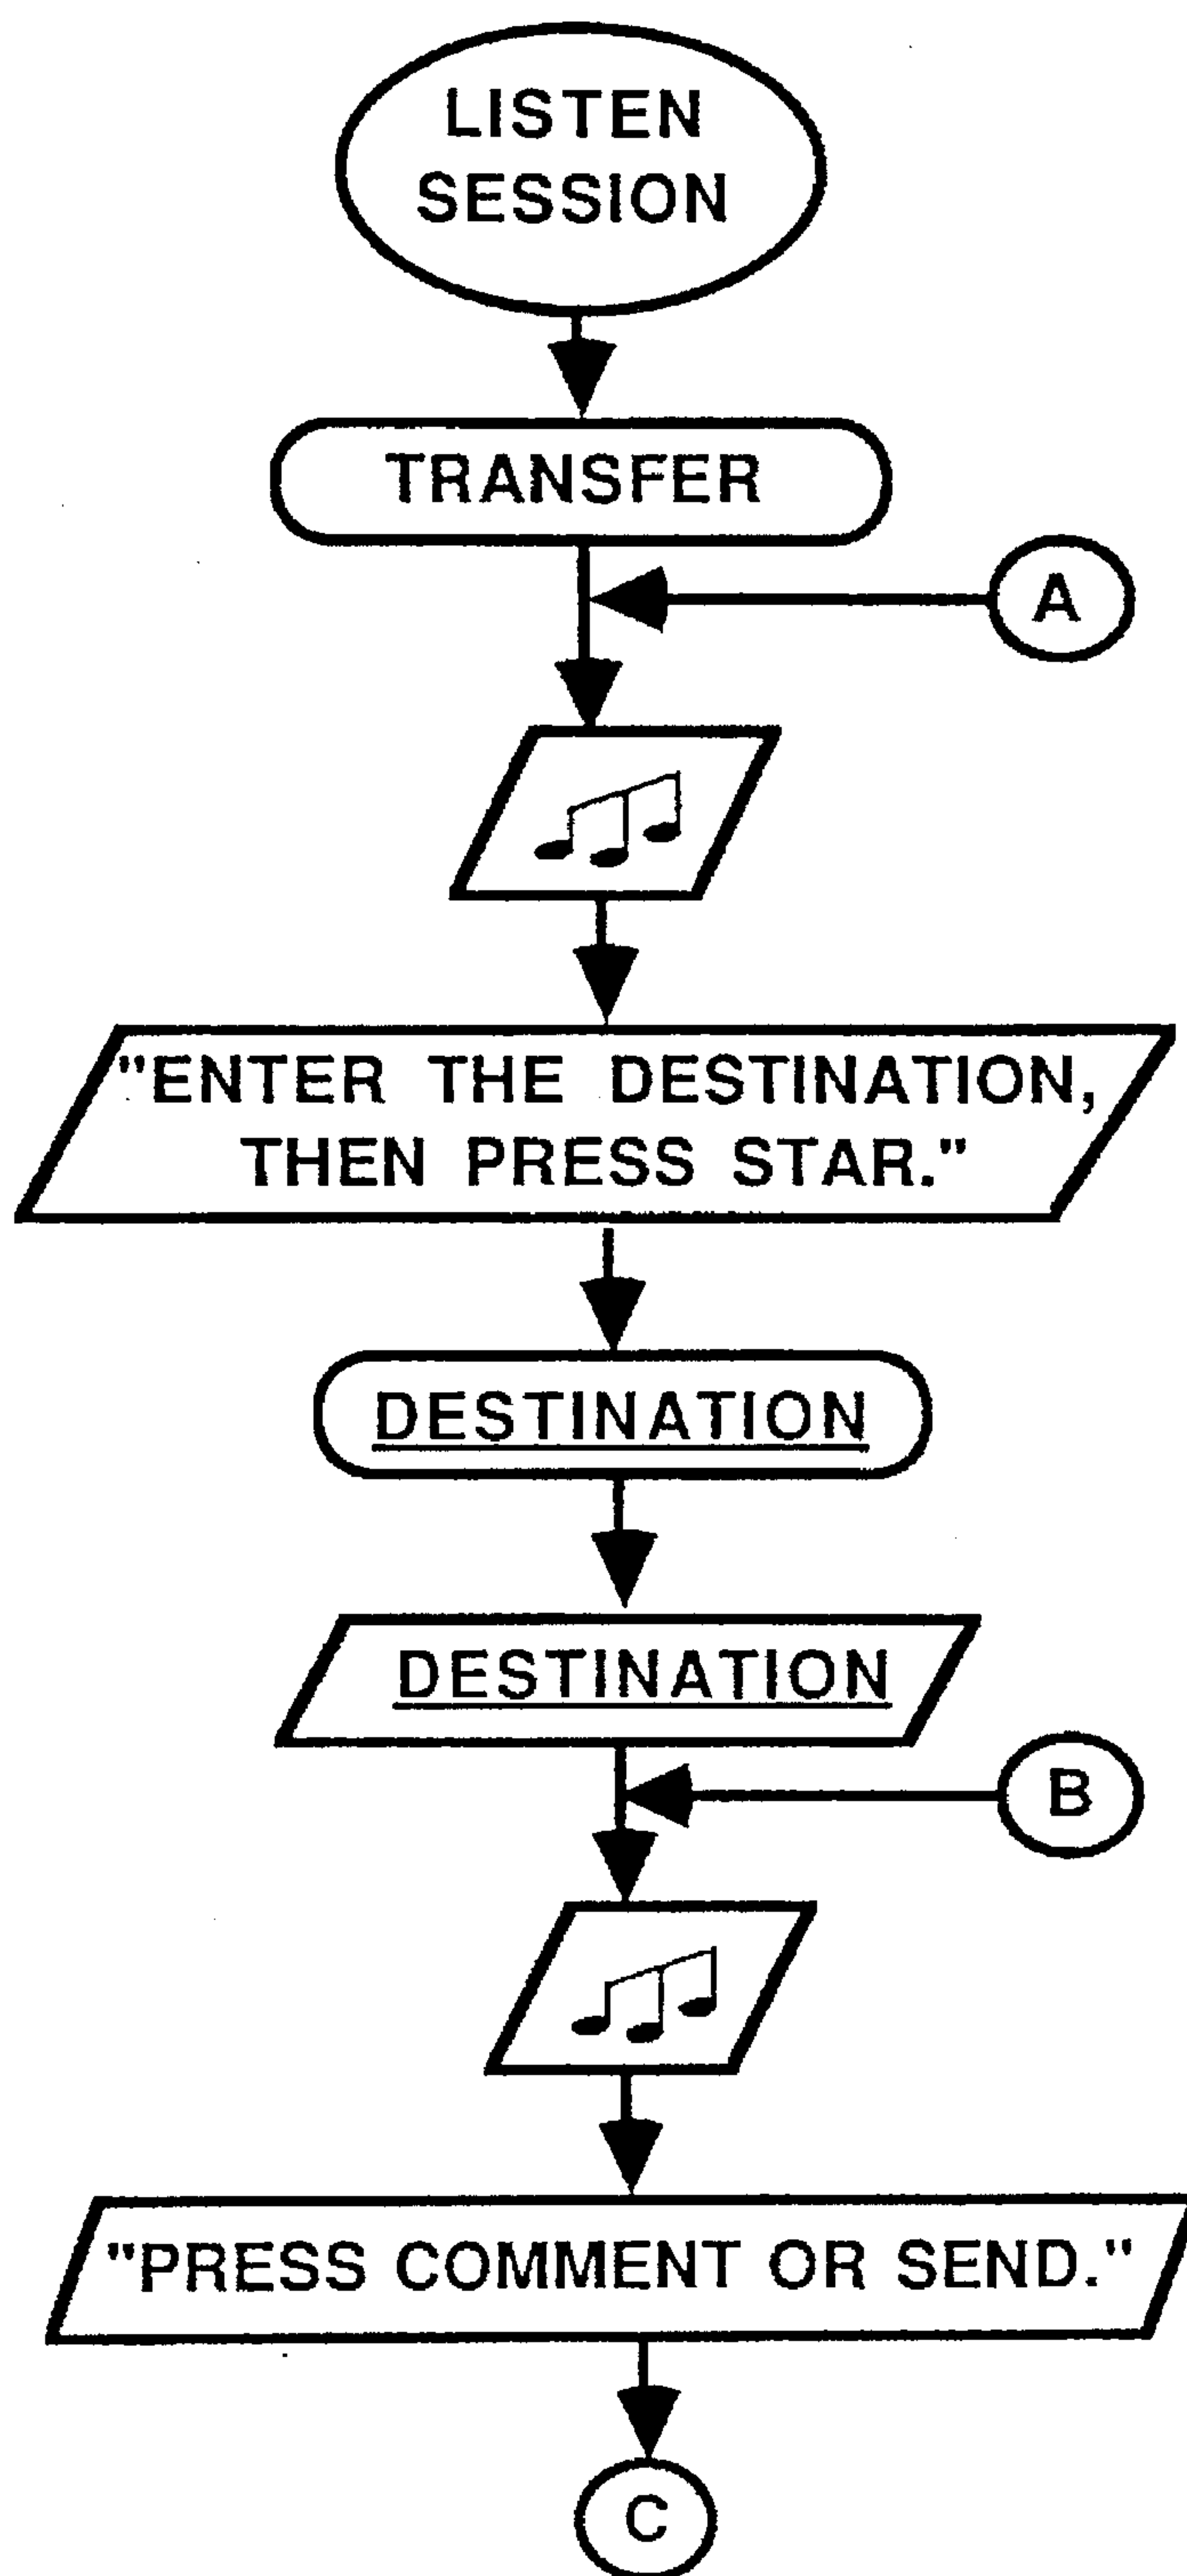 LISTEN
SESSION
TRANSFER
A
"ENTER THE DESTINATION,
THEN PRESS STAR."
DESTINATION
DESTINATION
B
"PRESS COMMENT OR SEND."
C